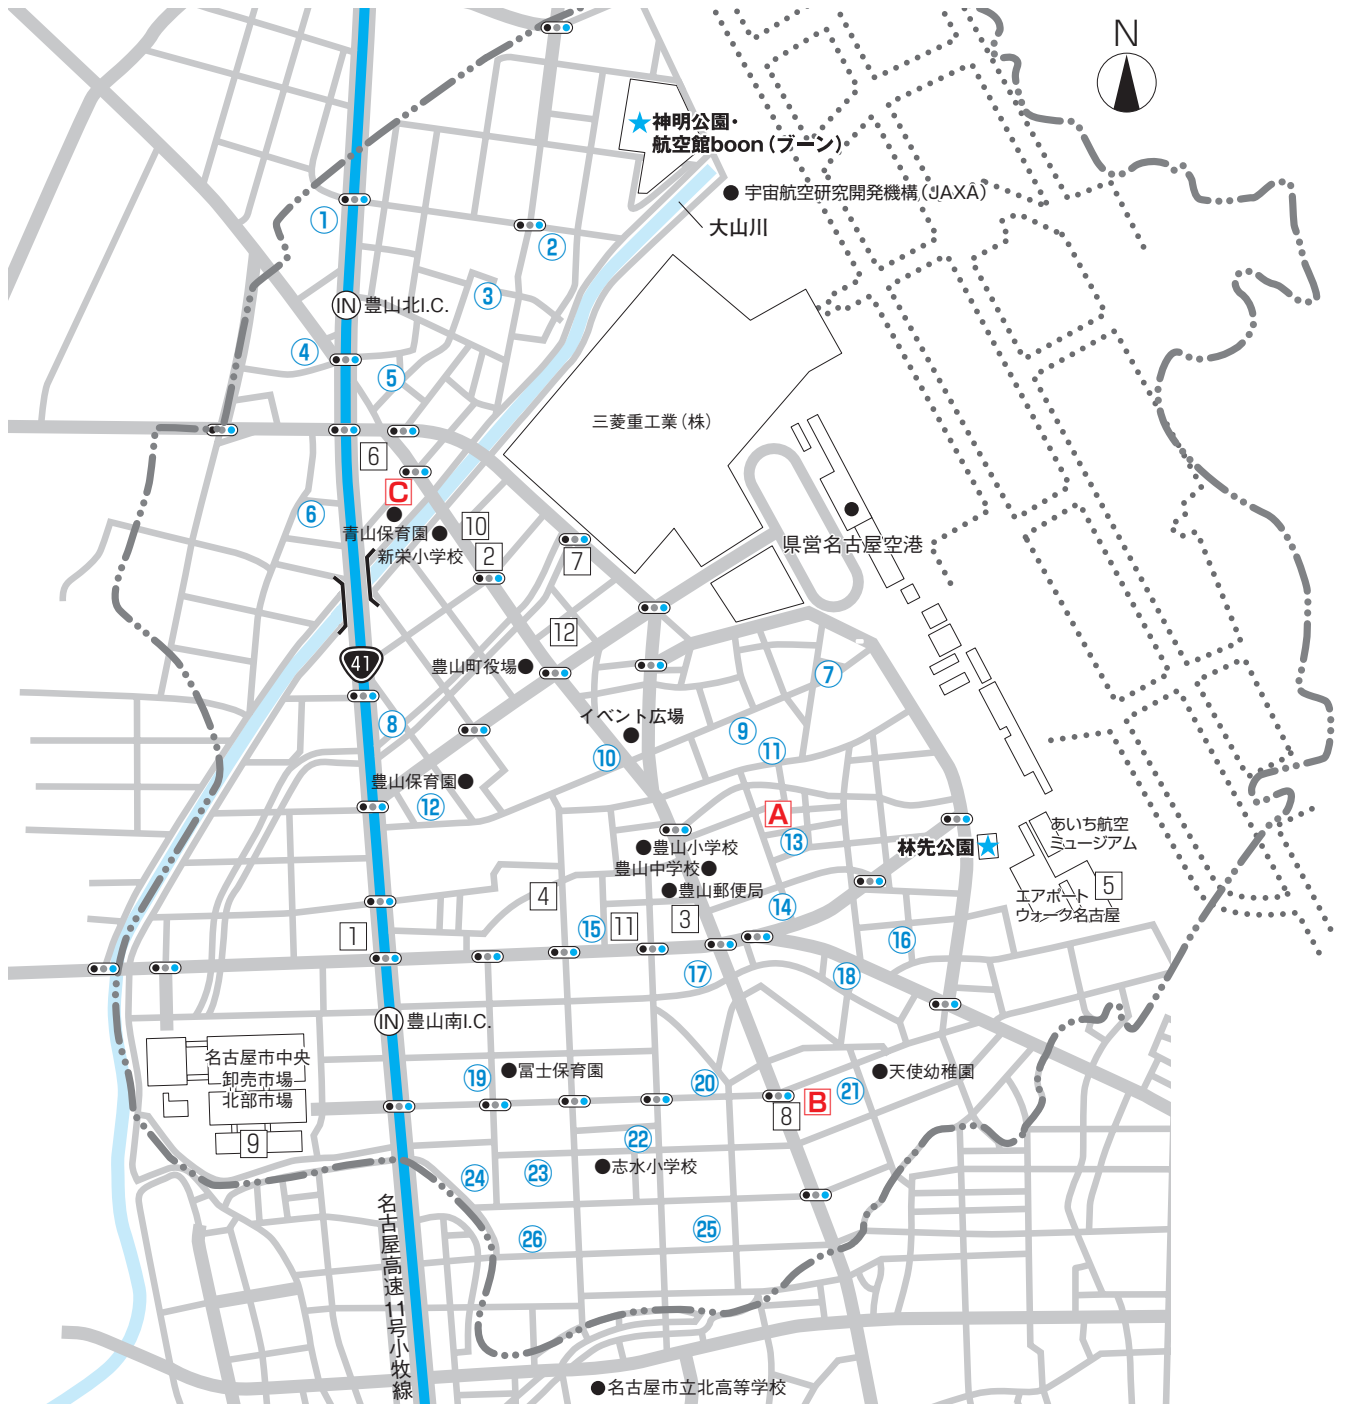 N
★神明公園・
航空館boon(ブーン)
宇宙航空研究開発機構(JAXA)
大山川
①
②
③
IN 豊山北I.C.
④
⑤
三菱重工業(株)
6
C
⑥
青山保育園
新栄小学校
10
2
7
県営名古屋空港
12
41
豊山町役場
⑦
⑧
イベント広場
⑨
⑩
⑪
豊山保育園
⑫
A
⑬
豊山小学校
豊山中学校
豊山郵便局
林先公園★
あいち航空
ミュージアム
エアポート
ウォーク名古屋
5
4
⑭
3
11
⑮
1
⑯
⑰
⑱
IN 豊山南I.C.
名古屋市中央
卸売市場
北部市場
9
冨士保育園
⑲
⑳
天使幼稚園
㉑
B
8
㉒
志水小学校
㉓
㉔
㉕
㉖
名古屋高速11号小牧線
名古屋市立北高等学校